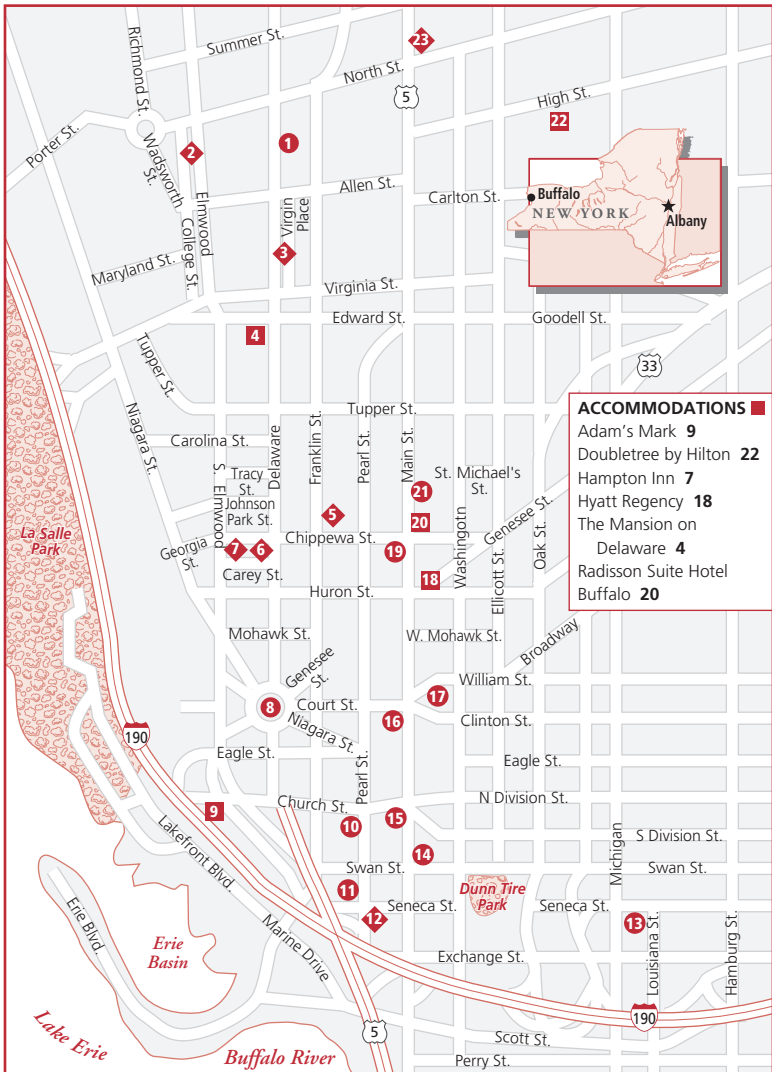 Summer St.
23
Richmond St.
North St.
5
High St.
22
Porter St.
Wadsworth St.
2
1
Elmwood
Allen St.
Carlton St.
Virgin Place
Buffalo
NEW YORK
Albany
College St.
3
Maryland St.
Virginia St.
Edward St.
Goodell St.
4
Tupper St.
33
Niagara St.
Tupper St.
ACCOMMODATIONS
Adam's Mark 9
Doubletree by Hilton 22
Hampton Inn 7
Hyatt Regency 18
The Mansion on
Delaware 4
Radisson Suite Hotel
Buffalo 20
Carolina St.
S. Elmwood
Delaware
Franklin St.
Pearl St.
Main St.
St. Michael's
St.
Tracy
St.
Johnson
Park St.
21
5
20
Genesee St.
La Salle
Park
Georgia
St.
7
6
Chippewa St.
19
Washingotn
Ellicott St.
Oak St.
Carey St.
18
Huron St.
Mohawk St.
W. Mohawk St.
Broadway
Genesee
St.
William St.
17
8
Court St.
16
Clinton St.
Niagara St.
190
Eagle St.
Pearl St.
Eagle St.
N Division St.
Church St.
9
10
15
Michigan
S Division St.
Lakefront Blvd.
14
Swan St.
Swan St.
11
Dunn Tire
Park
Seneca St.
Seneca St.
12
13
Erie Blvd.
Erie
Basin
Marine Drive
Exchange St.
Louisiana St.
Hamburg St.
190
Lake Erie
5
Scott St.
Buffalo River
Perry St.